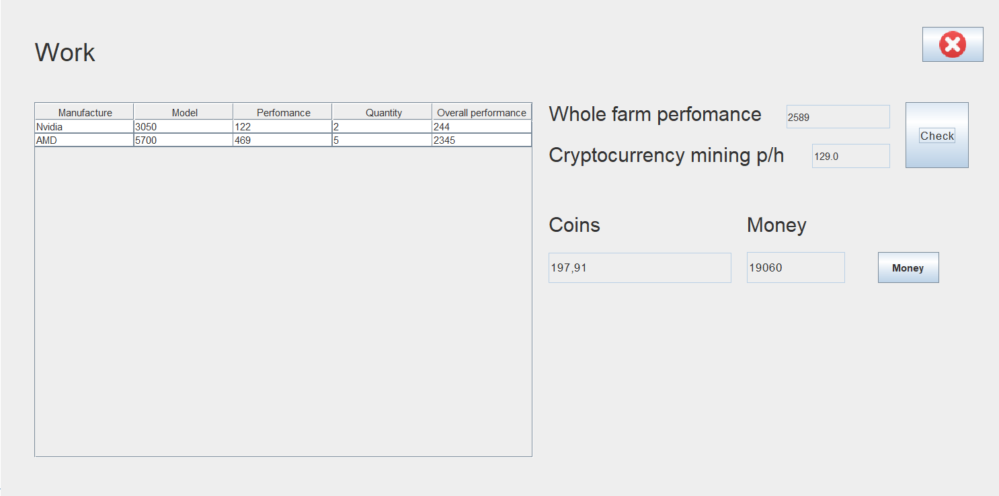 Work
Manufacture Model Perfomance Quantity Overall performance
Nvidia 3050 122 2 244
AMD 5700 469 5 2345
Whole farm perfomance 2589
Check
Cryptocurrency mining p/h 129.0
Coins Money
197,91 19060 Money